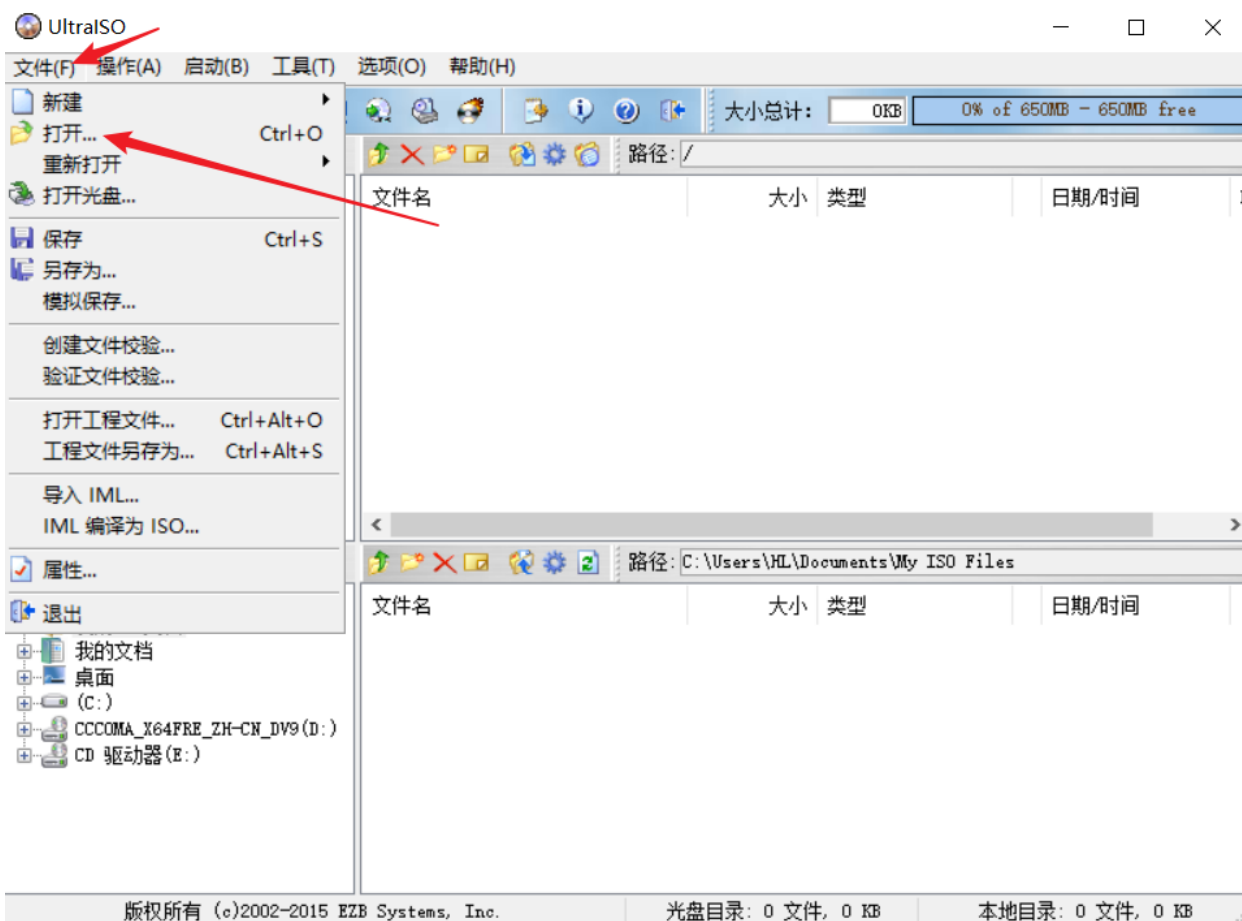 UltraISO
文件(F) 操作(A) 启动(B) 工具(T) 选项(O) 帮助(H)
新建
打开... Ctrl+O
重新打开
打开光盘...
保存 Ctrl+S
另存为...
模拟保存...
创建文件校验...
验证文件校验...
打开工程文件... Ctrl+Alt+O
工程文件另存为... Ctrl+Alt+S
导入 IML...
IML 编译为 ISO...
属性...
退出
大小总计: 0KB 0% of 650MB - 650MB free
路径: /
文件名 大小 类型 日期/时间
路径: C:\Users\HL\Documents\My ISO Files
文件名 大小 类型 日期/时间
我的文档
桌面
(C:)
CCCOMA_X64FRE_ZH-CN_DV9(D:)
CD 驱动器(E:)
版权所有 (c)2002-2015 EZB Systems, Inc. 光盘目录: 0 文件, 0 KB 本地目录: 0 文件, 0 KB